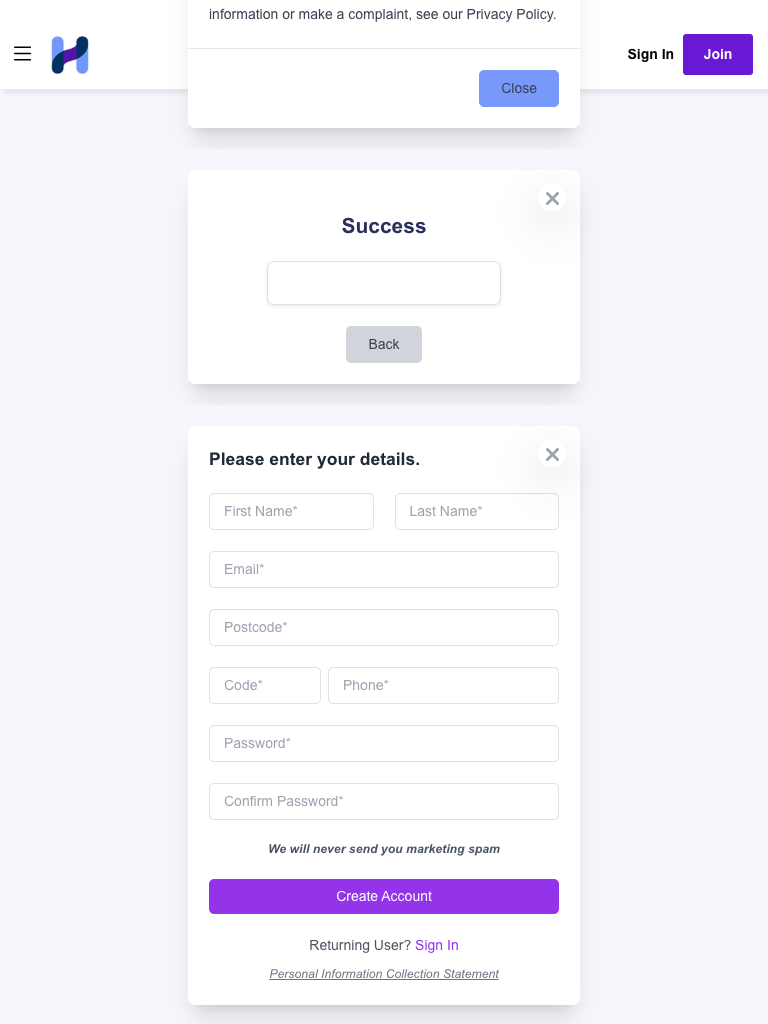 information or make a complaint, see our Privacy Policy.
Sign In
Join
Close
Success
Back
Please enter your details.
First Name*
Last Name*
Email*
Postcode*
Code*
Phone*
Password*
Confirm Password*
We will never send you marketing spam
Create Account
Returning User? Sign In
Personal Information Collection Statement